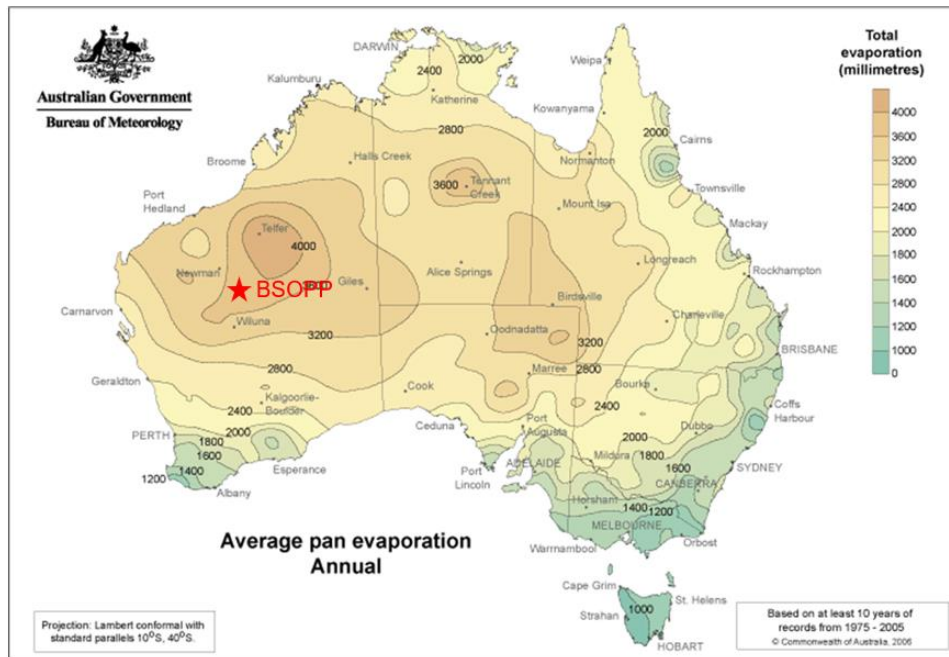 Australian Government
Bureau of Meteorology
Total
evaporation
(millimetres)
4000
3600
3200
2800
2400
2000
1800
1600
1400
1200
1000
0
DARWIN
2400
2000
Katherine
Kalumburu
2800
Weipa
Kowanyama
2000
Cairns
Halls Creek
Broome
Normanton
3600
Tennant
Creek
Townsville
Port
Hedland
Mount Isa
Mackay
Telfer
4000
Longreach
Rockhampton
Newman
BSOPP
Giles
Alice Springs
Birdsville
Carnarvon
Wiluna
3200
Oodnadatta
3200
Charleville
BRISBANE
2800
Marree
2800
Geraldton
Cook
Bourke
2400
Kalgoorlie-
Boulder
2400
Coffs
Harbour
PERTH
2000
1800
1600
1400
1200
Albany
Esperance
Ceduna
Port
Augusta
Dubbo
2000
Mildura
1800
1600
SYDNEY
Port
Lincoln
ADELAIDE
CANBERRA
Horsham
1400
1200
MELBOURNE
Orbost
Warrnambool
Average pan evaporation
Annual
Cape Grim
St. Helens
1000
Strahan
HOBART
Projection: Lambert conformal with
standard parallels 10°S, 40°S.
Based on at least 10 years of
records from 1975 - 2005
© Commonwealth of Australia, 2006